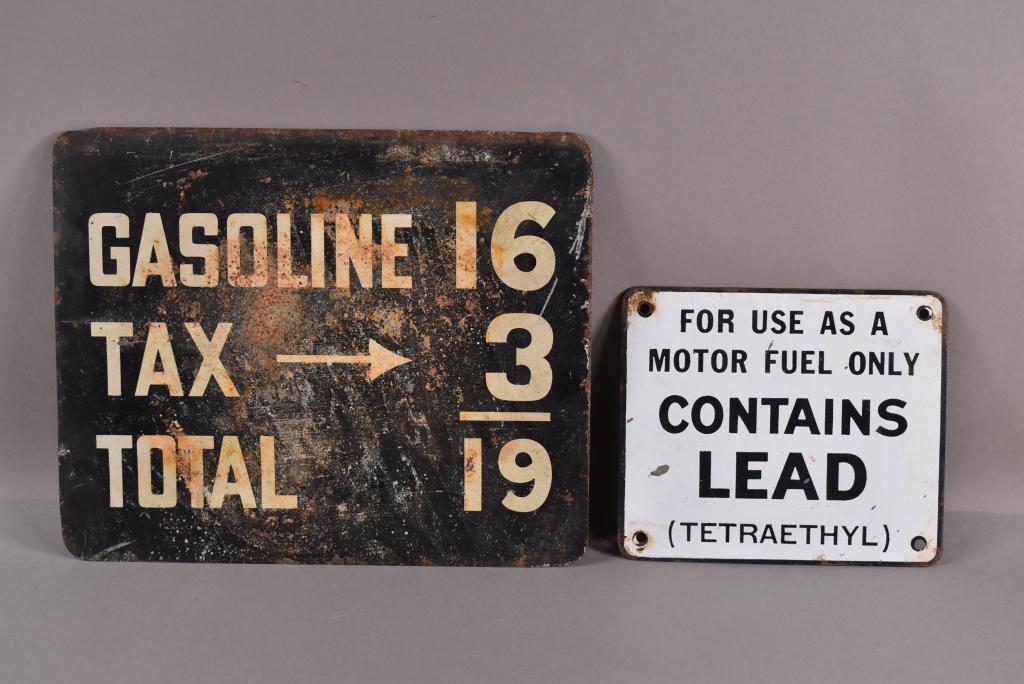 GASOLINE 16
TAX → 3
TOTAL 19
FOR USE AS A
MOTOR FUEL ONLY
CONTAINS
LEAD
(TETRAETHYL)